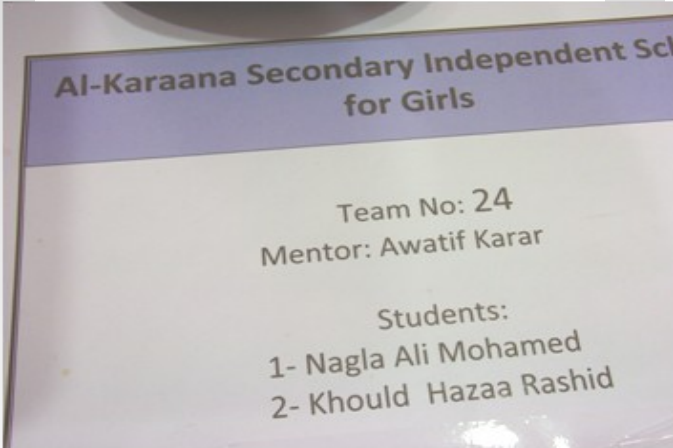 Al-Karaana Secondary Independent
for Girls
Team No: 24
Mentor: Awatif Karar
Students:
1- Nagla Ali Mohamed
2- Khould Hazaa Rashid